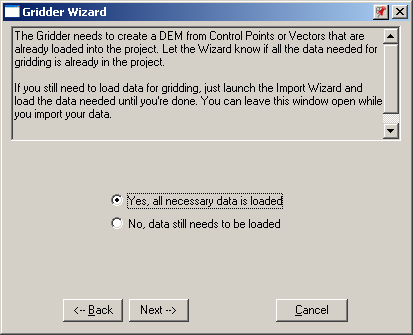 Gridder Wizard
The Gridder needs to create a DEM from Control Points or Vectors that are
already loaded into the project. Let the Wizard know if all the data needed for
gridding is already in the project.
If you still need to load data for gridding, just launch the Import Wizard and
load the data needed until you're done. You can leave this window open while
you import your data.
Yes, all necessary data is loaded
No, data still needs to be loaded
<-- Back
Next -->
Cancel